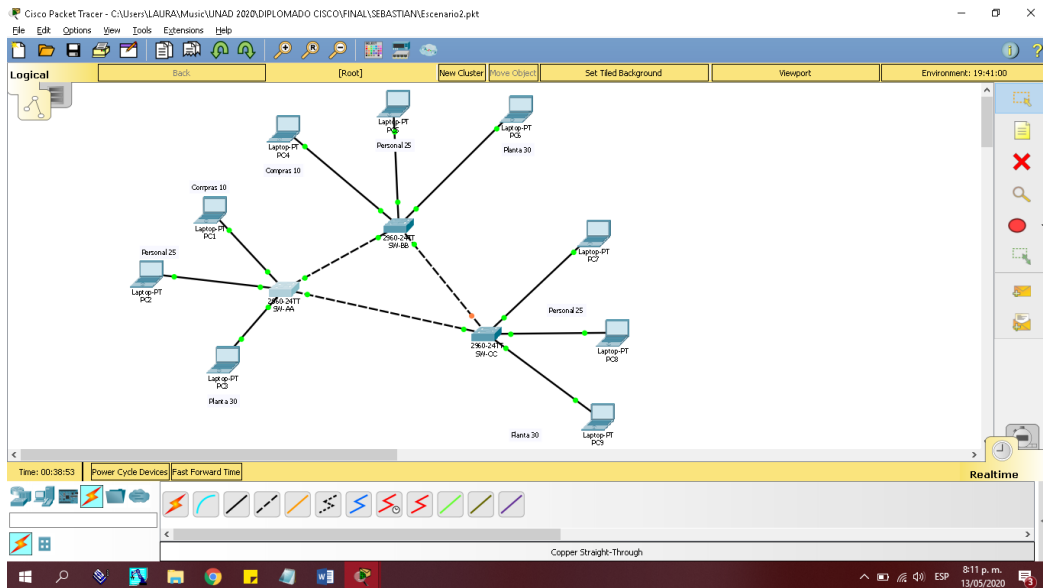 Cisco Packet Tracer - C:\Users\LAURA\Music\UNAD 2020\DIPLOMADO CISCO\FINAL\SEBASTIAN\Escenario2.pkt
File Edit Options View Tools Extensions Help
Logical Back [Root] New Cluster Move Object Set Tiled Background Viewport Environment: 19:41:00
Laptop-PT
PC5
Personal 25
Laptop-PT
PC6
Planta 30
Laptop-PT
PC4
Compras 10
Compras 10
Laptop-PT
PC1
2960-24TT
SW-BB
Laptop-PT
PC7
Personal 25
Laptop-PT
PC2
2960-24TT
SW-AA
Personal 25
2960-24TT
SW-CC
Laptop-PT
PC8
Laptop-PT
PC3
Planta 30
Planta 30
Laptop-PT
PC9
Time: 00:38:53 Power Cycle Devices Fast Forward Time Realtime
Copper Straight-Through
ESP
8:11 p. m.
13/05/2020
3